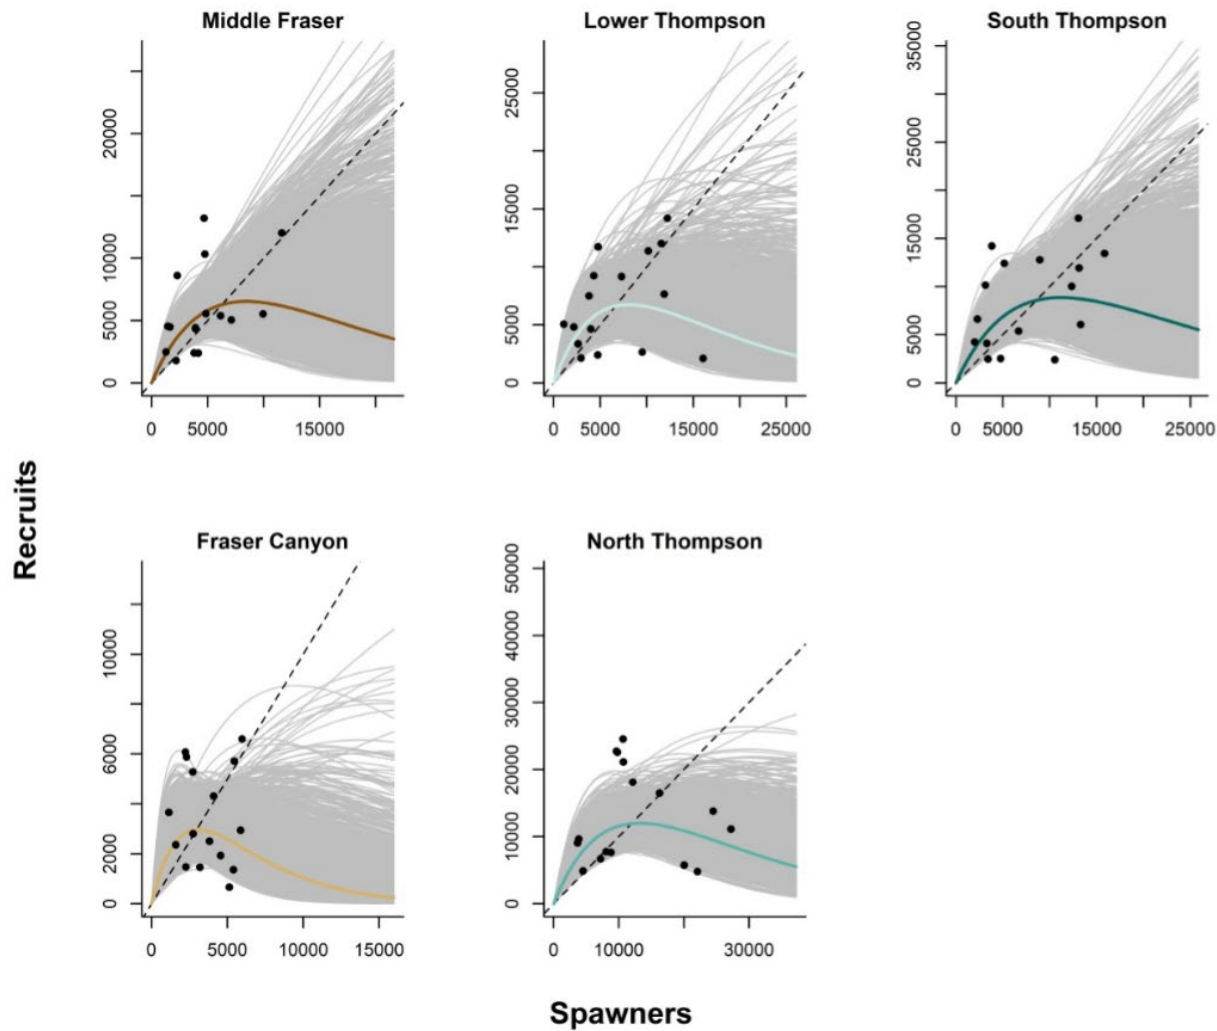 Middle Fraser
Lower Thompson
South Thompson
0 5000 10000 20000
0 5000 15000 25000
0 5000 15000 25000 35000
0 5000 15000
0 5000 15000 25000
0 5000 15000 25000
Recruits
Fraser Canyon
North Thompson
0 2000 6000 10000
0 10000 20000 30000 40000 50000
0 5000 10000 15000
0 10000 30000
Spawners